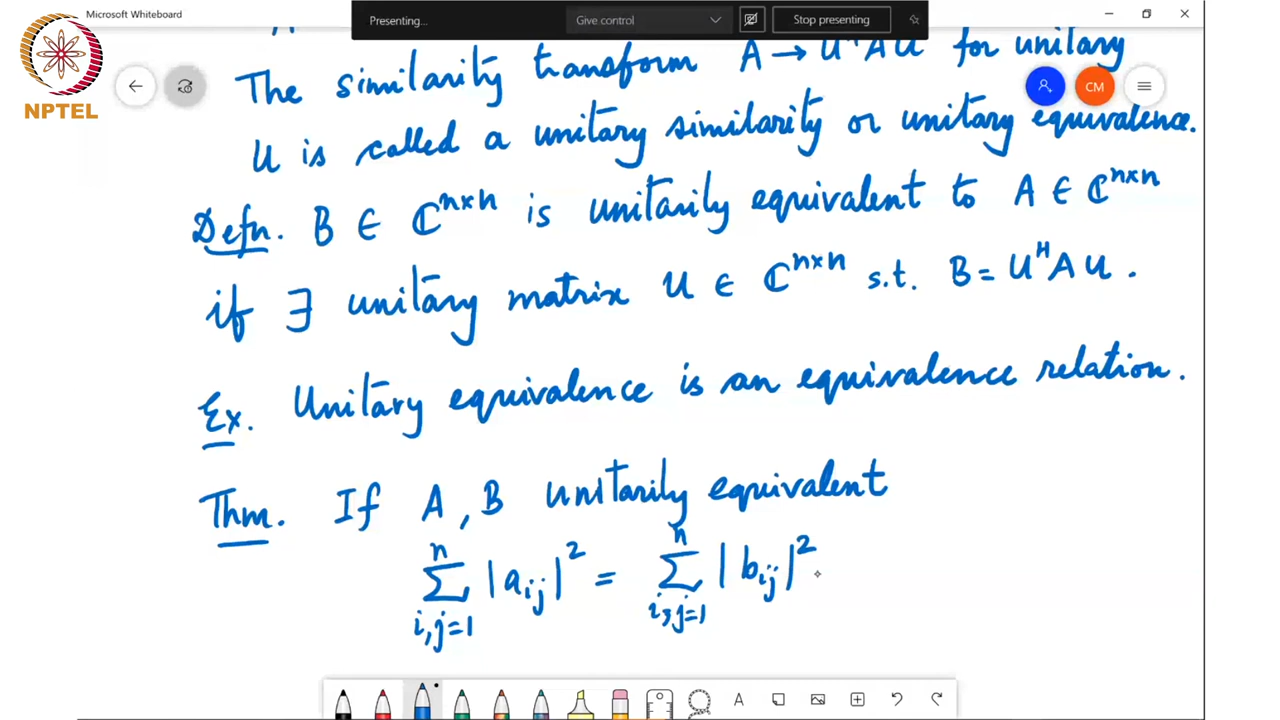 Microsoft Whiteboard
Presenting...
Give control
Stop presenting
NPTEL
CM
The similarity transform A → U^H A U for unitary
U is called a unitary similarity or unitary equivalence.
Defn. B ∈ ℂ^{n×n} is unitarily equivalent to A ∈ ℂ^{n×n}
if ∃ unitary matrix U ∈ ℂ^{n×n} s.t. B = U^H A U.
Ex. Unitary equivalence is an equivalence relation.
Thm. If A, B unitarily equivalent
∑_{i,j=1}^{n} |a_{ij}|^2 = ∑_{i,j=1}^{n} |b_{ij}|^2